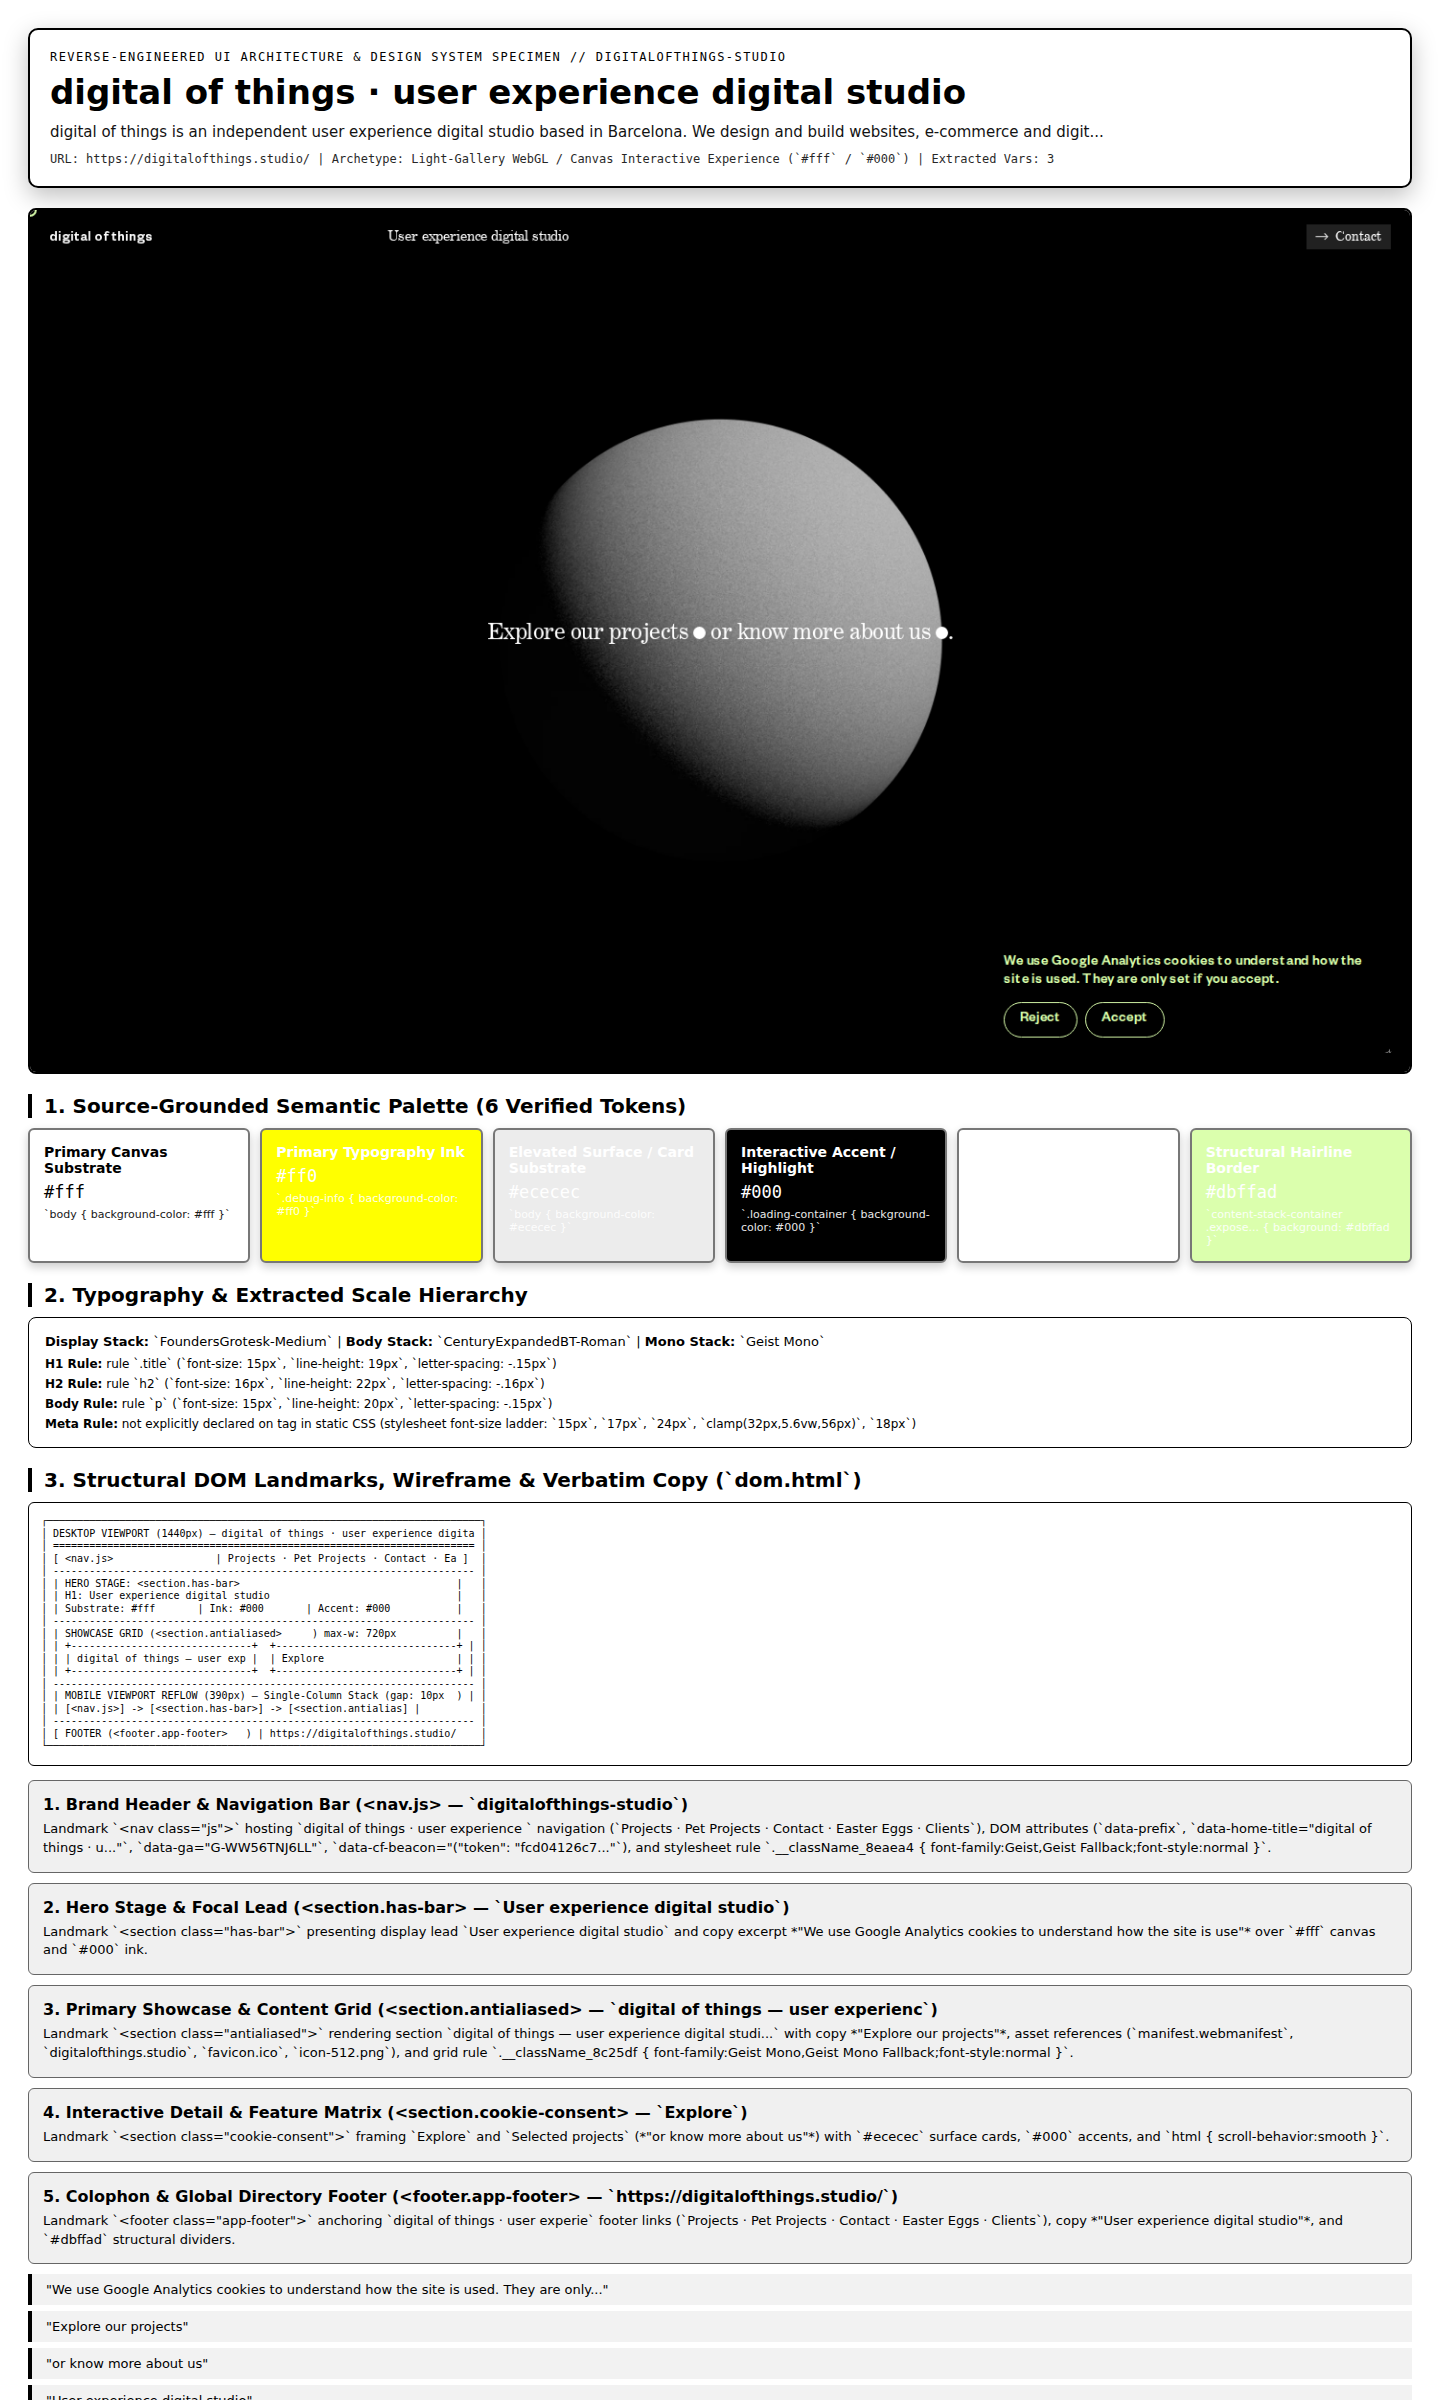 REVERSE-ENGINEERED UI ARCHITECTURE & DESIGN SYSTEM SPECIMEN // DIGITALOFTHINGS-STUDIO
digital of things · user experience digital studio
digital of things is an independent user experience digital studio based in Barcelona. We design and build websites, e-commerce and digit...
URL: https://digitalofthings.studio/ | Archetype: Light-Gallery WebGL / Canvas Interactive Experience (`#fff` / `#000`) | Extracted Vars: 3
digital of things
User experience digital studio
→ Contact
Explore our projects ● or know more about us ●.
We use Google Analytics cookies to understand how the
site is used. They are only set if you accept.
Reject
Accept
1. Source-Grounded Semantic Palette (6 Verified Tokens)
Primary Canvas
Substrate
#fff
`body { background-color: #fff }`
Primary Typography Ink
#ff0
`.debug-info { background-color:
#ff0 }`
Elevated Surface / Card
Substrate
#ececec
`body { background-color:
#ececec }`
Interactive Accent /
Highlight
#000
`.loading-container { background-
color: #000 }`
Structural Hairline
Border
#dbffad
`.content-stack-container
.expose... { background: #dbffad
}`
2. Typography & Extracted Scale Hierarchy
Display Stack: `FoundersGrotesk-Medium` | Body Stack: `CenturyExpandedBT-Roman` | Mono Stack: `Geist Mono`
H1 Rule: rule `.title` (`font-size: 15px`, `line-height: 19px`, `letter-spacing: -.15px`)
H2 Rule: rule `h2` (`font-size: 16px`, `line-height: 22px`, `letter-spacing: -.16px`)
Body Rule: rule `p` (`font-size: 15px`, `line-height: 20px`, `letter-spacing: -.15px`)
Meta Rule: not explicitly declared on tag in static CSS (stylesheet font-size ladder: `15px`, `17px`, `24px`, `clamp(32px,5.6vw,56px)`, `18px`)
3. Structural DOM Landmarks, Wireframe & Verbatim Copy (`dom.html`)
DESKTOP VIEWPORT (1440px) — digital of things · user experience digita
======================================================================
[ <nav.js> | Projects · Pet Projects · Contact · Ea ]
----------------------------------------------------------------------
| HERO STAGE: <section.has-bar> |
| H1: User experience digital studio |
| Substrate: #fff | Ink: #000 | Accent: #000 |
----------------------------------------------------------------------
| SHOWCASE GRID (<section.antialiased> ) max-w: 720px |
| +------------------------------+ +------------------------------+ |
| | digital of things — user exp | | Explore | |
| +------------------------------+ +------------------------------+ |
----------------------------------------------------------------------
| MOBILE VIEWPORT REFLOW (390px) — Single-Column Stack (gap: 10px ) |
| [<nav.js>] -> [<section.has-bar>] -> [<section.antialias] |
----------------------------------------------------------------------
[ FOOTER (<footer.app-footer> ) | https://digitalofthings.studio/
1. Brand Header & Navigation Bar (<nav.js> — `digitalofthings-studio`)
Landmark `<nav class="js">` hosting `digital of things · user experience ` navigation (`Projects · Pet Projects · Contact · Easter Eggs · Clients`), DOM attributes (`data-prefix`, `data-home-title="digital of
things · u..."`, `data-ga="G-WW56TNJ6LL"`, `data-cf-beacon="("token": "fcd04126c7..."`), and stylesheet rule `.__className_8eaea4 { font-family:Geist,Geist Fallback;font-style:normal }`.
2. Hero Stage & Focal Lead (<section.has-bar> — `User experience digital studio`)
Landmark `<section class="has-bar">` presenting display lead `User experience digital studio` and copy excerpt *"We use Google Analytics cookies to understand how the site is use"* over `#fff` canvas
and `#000` ink.
3. Primary Showcase & Content Grid (<section.antialiased> — `digital of things — user experienc`)
Landmark `<section class="antialiased">` rendering section `digital of things — user experience digital studi...` with copy *"Explore our projects"*, asset references (`manifest.webmanifest`,
`digitalofthings.studio`, `favicon.ico`, `icon-512.png`), and grid rule `.__className_8c25df { font-family:Geist Mono,Geist Mono Fallback;font-style:normal }`.
4. Interactive Detail & Feature Matrix (<section.cookie-consent> — `Explore`)
Landmark `<section class="cookie-consent">` framing `Explore` and `Selected projects` (*"or know more about us"*) with `#ececec` surface cards, `#000` accents, and `html { scroll-behavior:smooth }`.
5. Colophon & Global Directory Footer (<footer.app-footer> — `https://digitalofthings.studio/`)
Landmark `<footer class="app-footer">` anchoring `digital of things · user experie` footer links (`Projects · Pet Projects · Contact · Easter Eggs · Clients`), copy *"User experience digital studio"*, and
`#dbffad` structural dividers.
"We use Google Analytics cookies to understand how the site is used. They are only..."
"Explore our projects"
"or know more about us"
"User experience digital studio"